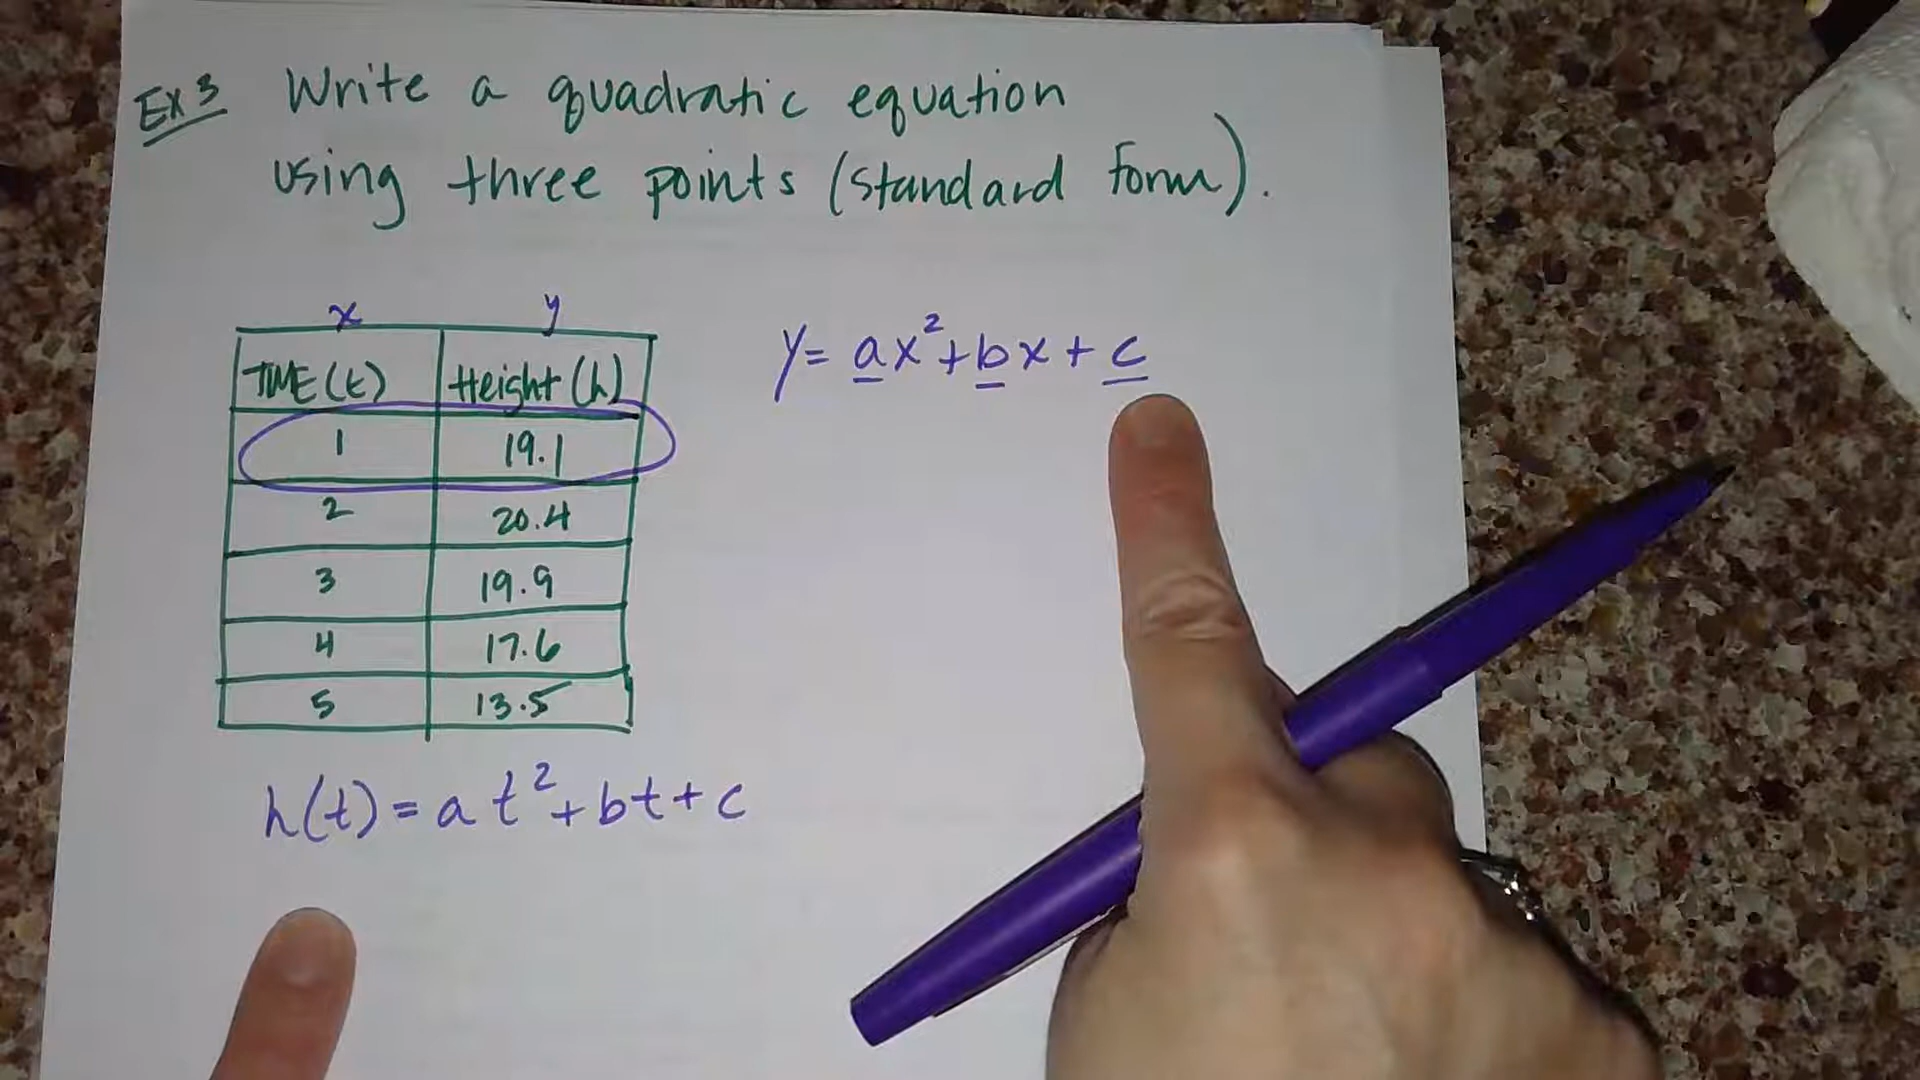 Ex 3 Write a quadratic equation
using three points (standard form).
x y
TIME (t) Height (h)
1 19.1
2 20.4
3 19.9
4 17.6
5 13.5
y = ax²+bx+c
h(t) = at²+bt+c